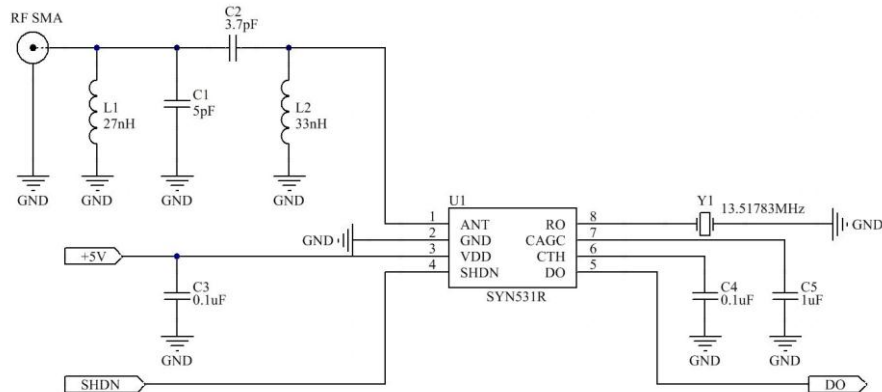 RF SMA
C2
3.7pF
L1
27nH
C1
5pF
L2
33nH
GND
GND
GND
GND
U1
1 ANT RO 8
2 GND CAGC 7
3 VDD CTH 6
4 SHDN DO 5
SYN531R
Y1
13.51783MHz
GND
GND
+5V
C3
0.1uF
GND
C4
0.1uF
C5
1uF
GND
GND
SHDN
DO